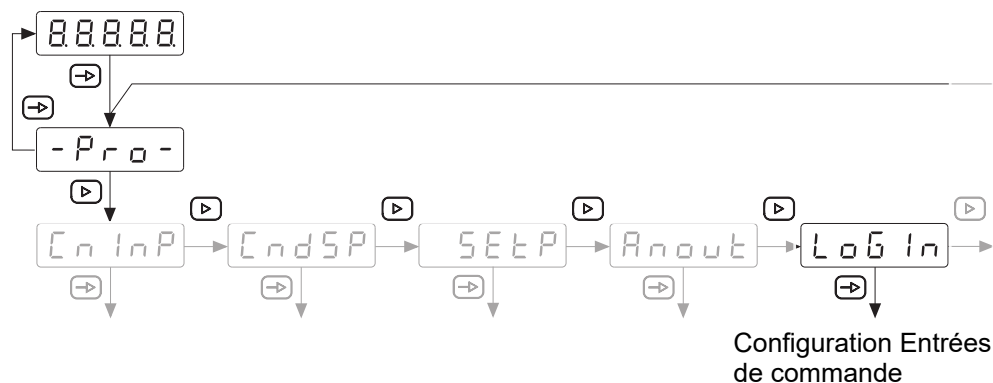 8.8.8.8.8.
-Pro-
CnInP CndSP SEtP Anout LoGIn
Configuration Entrées
de commande